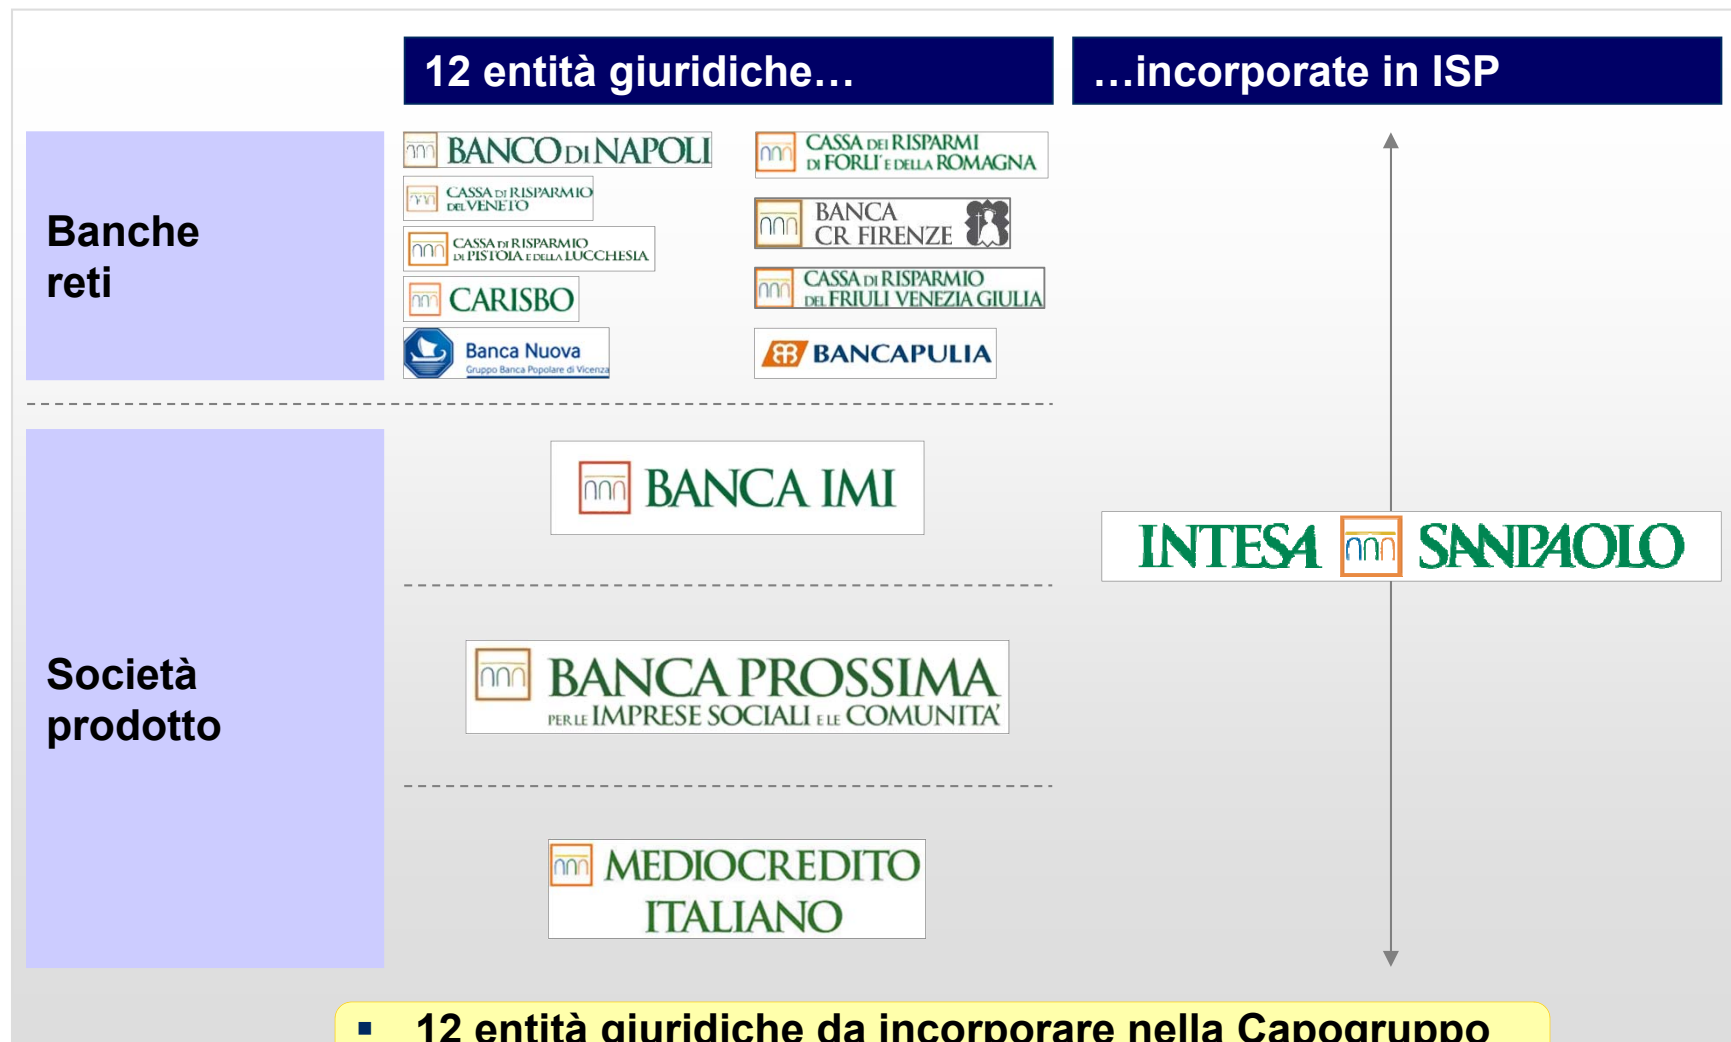 12 entità giuridiche…
…incorporate in ISP
Banche
reti
BANCO DI NAPOLI
CASSA DI RISPARMIO
DEL VENETO
CASSA DI RISPARMIO
DI PISTOIA E DELLA LUCCHESIA
CARISBO
Banca Nuova
Gruppo Banca Popolare di Vicenza
CASSA DEI RISPARMI
DI FORLI' E DELLA ROMAGNA
BANCA
CR FIRENZE
CASSA DI RISPARMIO
DEL FRIULI VENEZIA GIULIA
BANCAPULIA
Società
prodotto
BANCA IMI
BANCA PROSSIMA
PER LE IMPRESE SOCIALI E LE COMUNITA'
MEDIOCREDITO
ITALIANO
INTESA SANPAOLO
▪ 12 entità giuridiche da incorporare nella Capogruppo